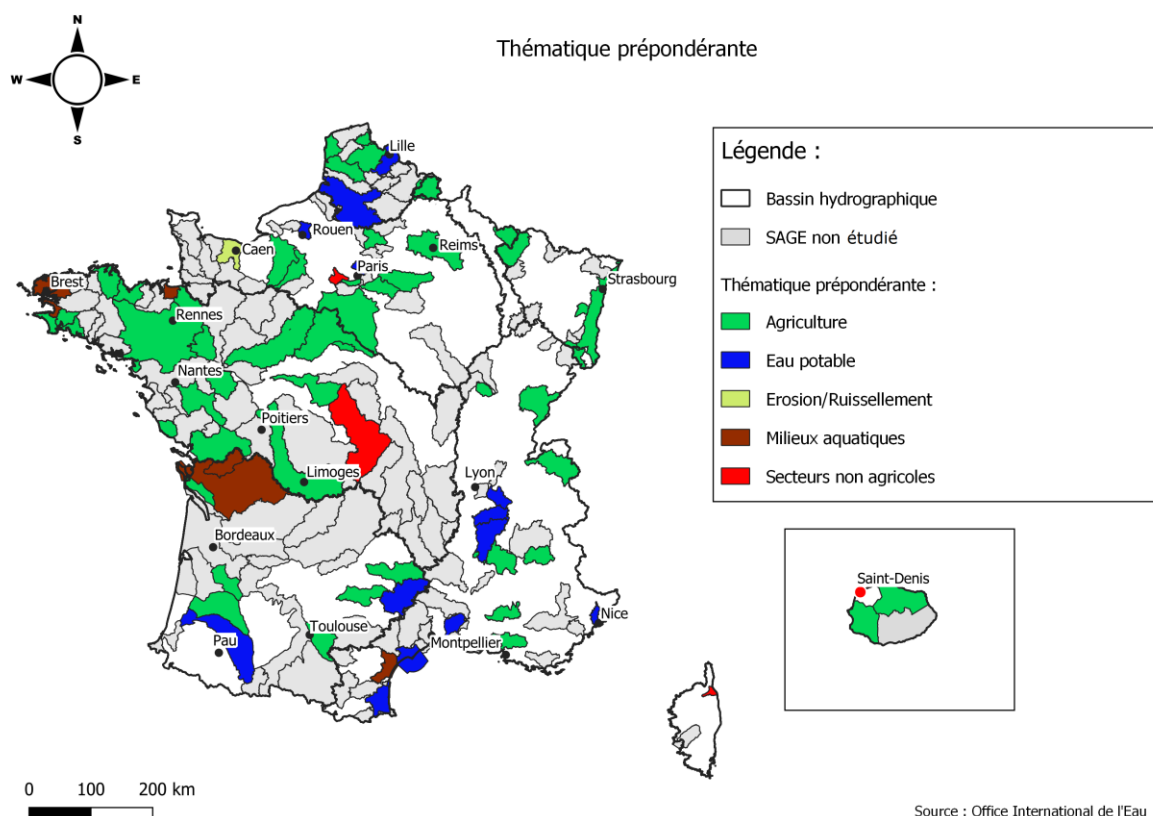 N
W
E
S
Thématique prépondérante
Légende :
Bassin hydrographique
SAGE non étudié
Thématique prépondérante :
Agriculture
Eau potable
Erosion/Ruissellement
Milieux aquatiques
Secteurs non agricoles
Lille
Rouen
Caen
Reims
Paris
Strasbourg
Brest
Rennes
Nantes
Poitiers
Limoges
Lyon
Bordeaux
Toulouse
Nice
Montpellier
Pau
Saint-Denis
0 100 200 km
Source : Office International de l'Eau